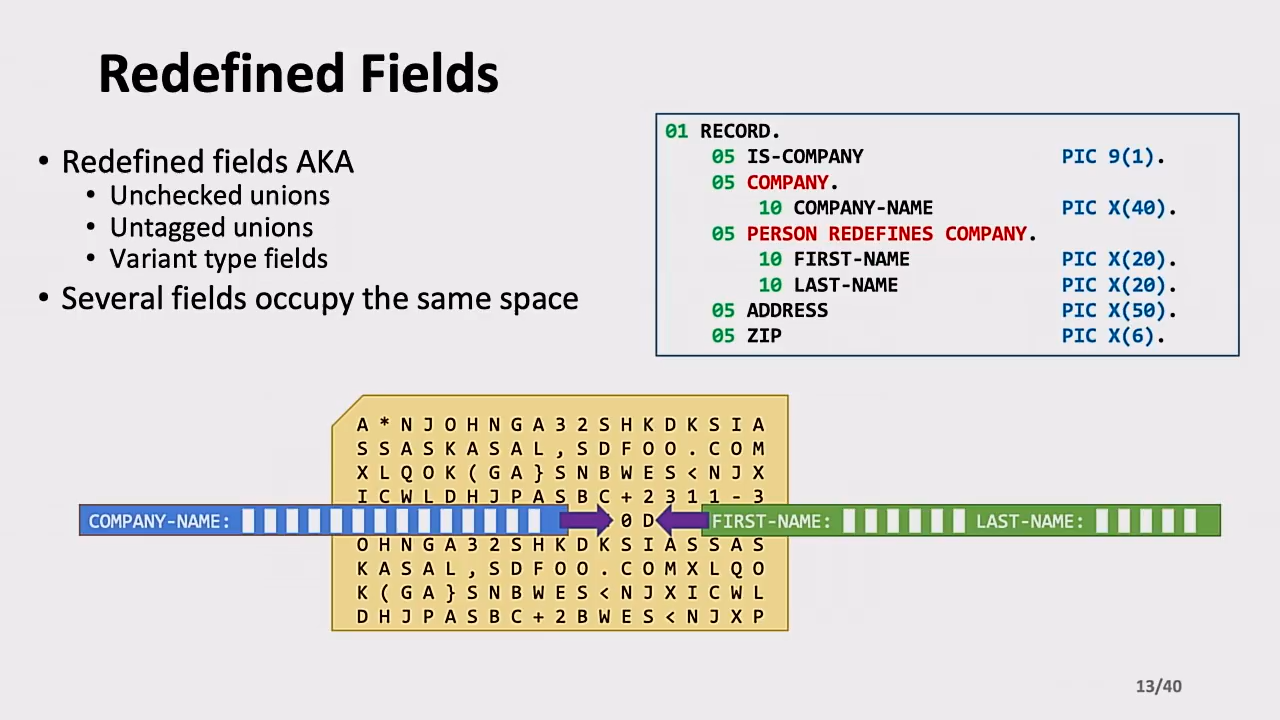 Redefined Fields
• Redefined fields AKA
• Unchecked unions
• Untagged unions
• Variant type fields
• Several fields occupy the same space
01 RECORD.
05 IS-COMPANY PIC 9(1).
05 COMPANY.
10 COMPANY-NAME PIC X(40).
05 PERSON REDEFINES COMPANY.
10 FIRST-NAME PIC X(20).
10 LAST-NAME PIC X(20).
05 ADDRESS PIC X(50).
05 ZIP PIC X(6).
A * N J O H N G A 3 2 S H K D K S I A
S S A S K A S A L , S D F O O . C O M
X L Q O K ( G A } S N B W E S < N J X
I C W L D H J P A S B C + 2 3 1 1 - 3
COMPANY-NAME: 0 D FIRST-NAME: LAST-NAME:
O H N G A 3 2 S H K D K S I A S S A S
K A S A L , S D F O O . C O M X L Q O
K ( G A } S N B W E S < N J X I C W L
D H J P A S B C + 2 B W E S < N J X P
13/40